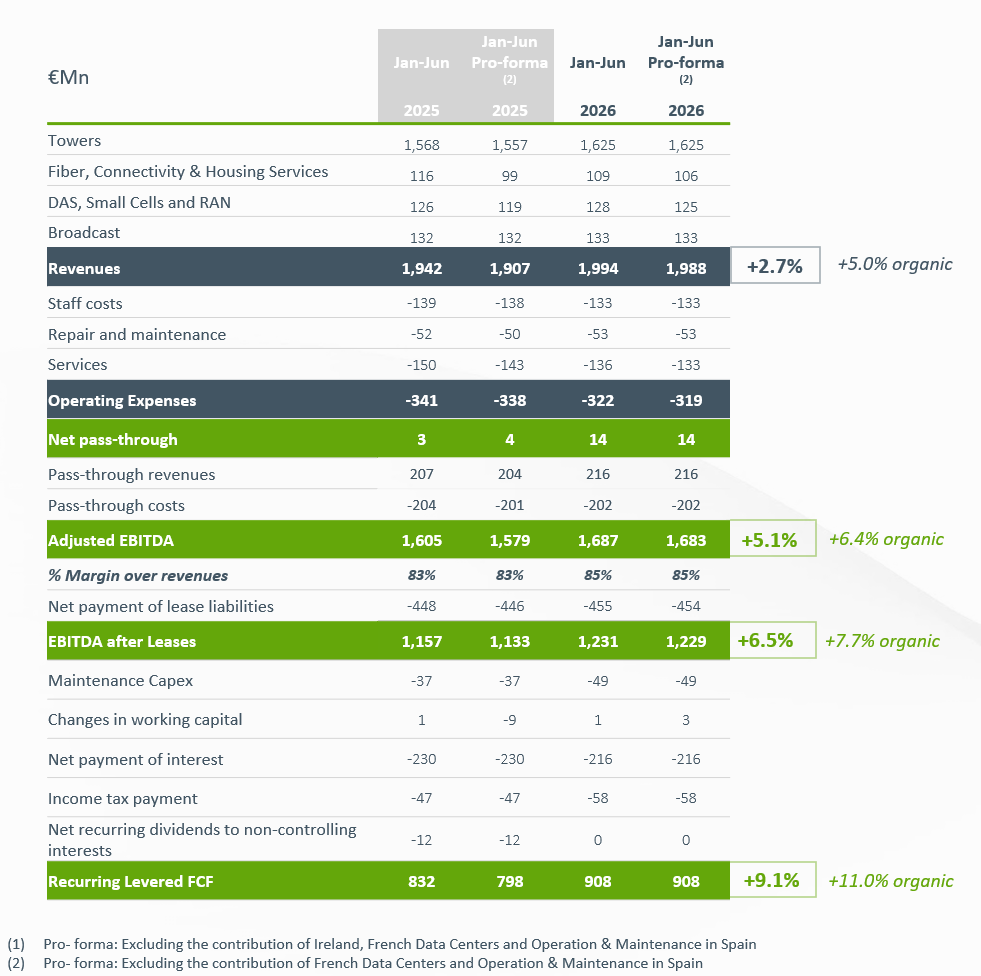 €Mn
Jan-Jun Jan-Jun Pro-forma (2) Jan-Jun Jan-Jun Pro-forma (2)
2025 2025 2026 2026
Towers 1,568 1,557 1,625 1,625
Fiber, Connectivity & Housing Services 116 99 109 106
DAS, Small Cells and RAN 126 119 128 125
Broadcast 132 132 133 133
Revenues 1,942 1,907 1,994 1,988 +2.7% +5.0% organic
Staff costs -139 -138 -133 -133
Repair and maintenance -52 -50 -53 -53
Services -150 -143 -136 -133
Operating Expenses -341 -338 -322 -319
Net pass-through 3 4 14 14
Pass-through revenues 207 204 216 216
Pass-through costs -204 -201 -202 -202
Adjusted EBITDA 1,605 1,579 1,687 1,683 +5.1% +6.4% organic
% Margin over revenues 83% 83% 85% 85%
Net payment of lease liabilities -448 -446 -455 -454
EBITDA after Leases 1,157 1,133 1,231 1,229 +6.5% +7.7% organic
Maintenance Capex -37 -37 -49 -49
Changes in working capital 1 -9 1 3
Net payment of interest -230 -230 -216 -216
Income tax payment -47 -47 -58 -58
Net recurring dividends to non-controlling
interests -12 -12 0 0
Recurring Levered FCF 832 798 908 908 +9.1% +11.0% organic
(1) Pro- forma: Excluding the contribution of Ireland, French Data Centers and Operation & Maintenance in Spain
(2) Pro- forma: Excluding the contribution of French Data Centers and Operation & Maintenance in Spain